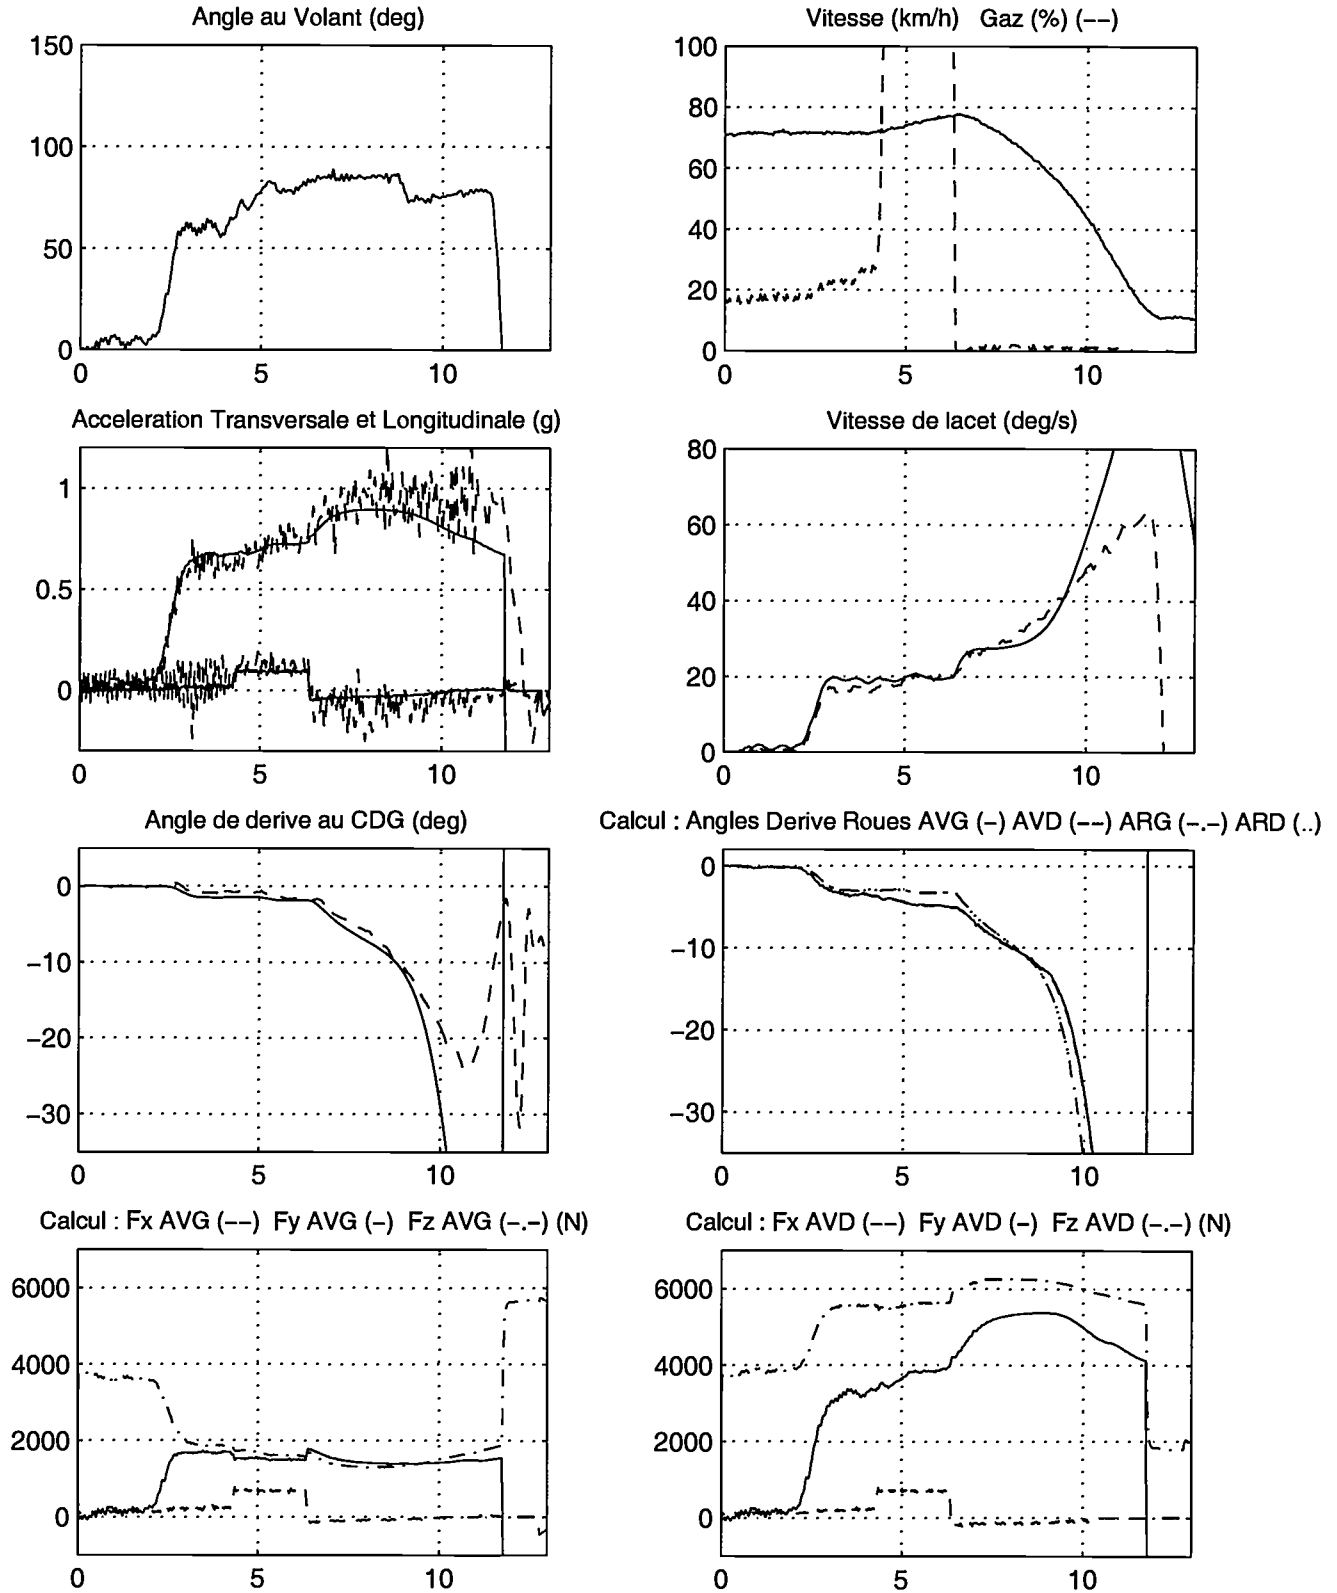 Angle au Volant (deg)
150
100
50
0
0 5 10
Vitesse (km/h) Gaz (%) (--)
100
80
60
40
20
0
0 5 10
Acceleration Transversale et Longitudinale (g)
1
0.5
0
0 5 10
Vitesse de lacet (deg/s)
80
60
40
20
0
0 5 10
Angle de derive au CDG (deg)
0
-10
-20
-30
0 5 10
Calcul : Angles Derive Roues AVG (-) AVD (--) ARG (-.-) ARD (..)
0
-10
-20
-30
0 5 10
Calcul : Fx AVG (--) Fy AVG (-) Fz AVG (-.-) (N)
6000
4000
2000
0
0 5 10
Calcul : Fx AVD (--) Fy AVD (-) Fz AVD (-.-) (N)
6000
4000
2000
0
0 5 10